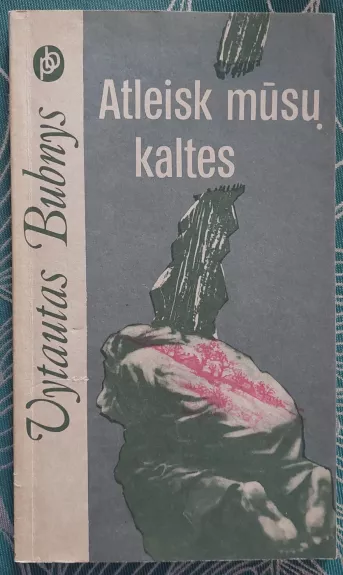 Vytautas Bubnys
Atleisk mūsų
kaltes